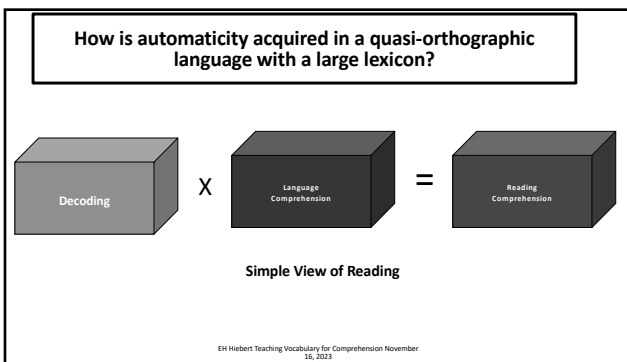 How is automaticity acquired in a quasi-orthographic
language with a large lexicon?
Decoding
X
Language
Comprehension
=
Reading
Comprehension
Simple View of Reading
EH Hiebert Teaching Vocabulary for Comprehension November
16, 2023